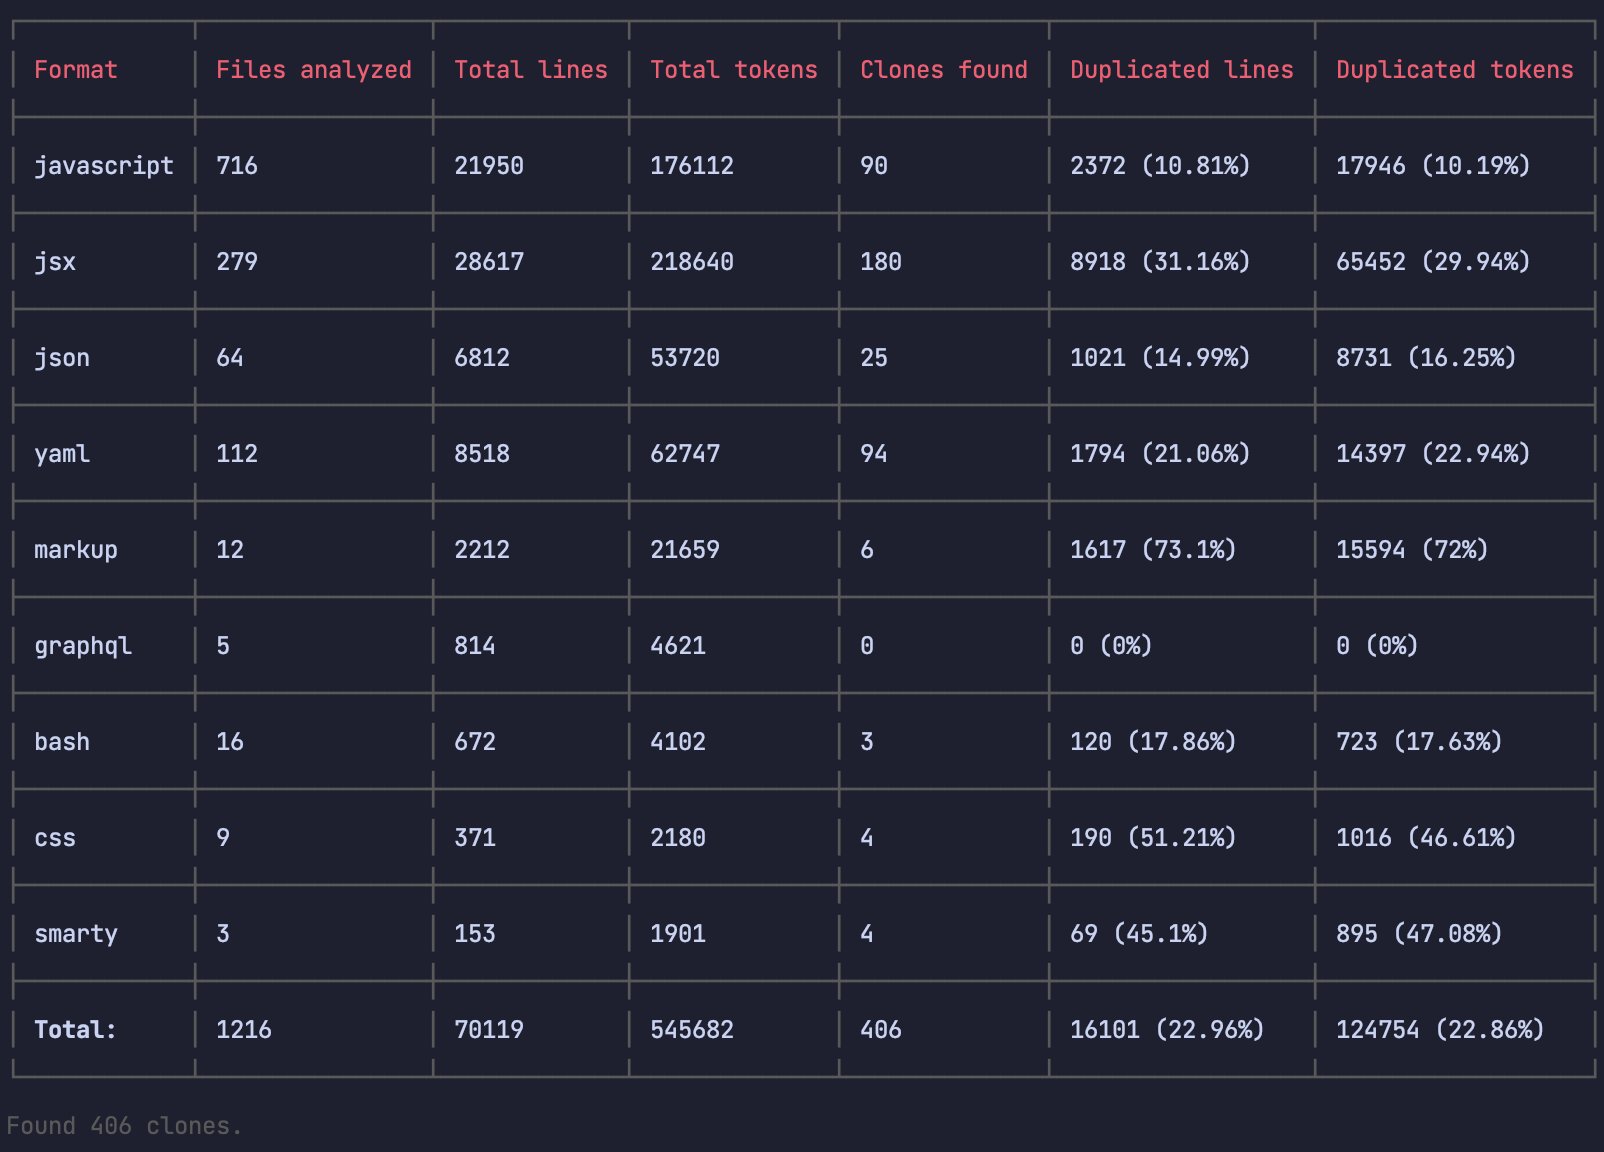 Format Files analyzed Total lines Total tokens Clones found Duplicated lines Duplicated tokens
javascript 716 21950 176112 90 2372 (10.81%) 17946 (10.19%)
jsx 279 28617 218640 180 8918 (31.16%) 65452 (29.94%)
json 64 6812 53720 25 1021 (14.99%) 8731 (16.25%)
yaml 112 8518 62747 94 1794 (21.06%) 14397 (22.94%)
markup 12 2212 21659 6 1617 (73.1%) 15594 (72%)
graphql 5 814 4621 0 0 (0%) 0 (0%)
bash 16 672 4102 3 120 (17.86%) 723 (17.63%)
css 9 371 2180 4 190 (51.21%) 1016 (46.61%)
smarty 3 153 1901 4 69 (45.1%) 895 (47.08%)
Total: 1216 70119 545682 406 16101 (22.96%) 124754 (22.86%)
Found 406 clones.